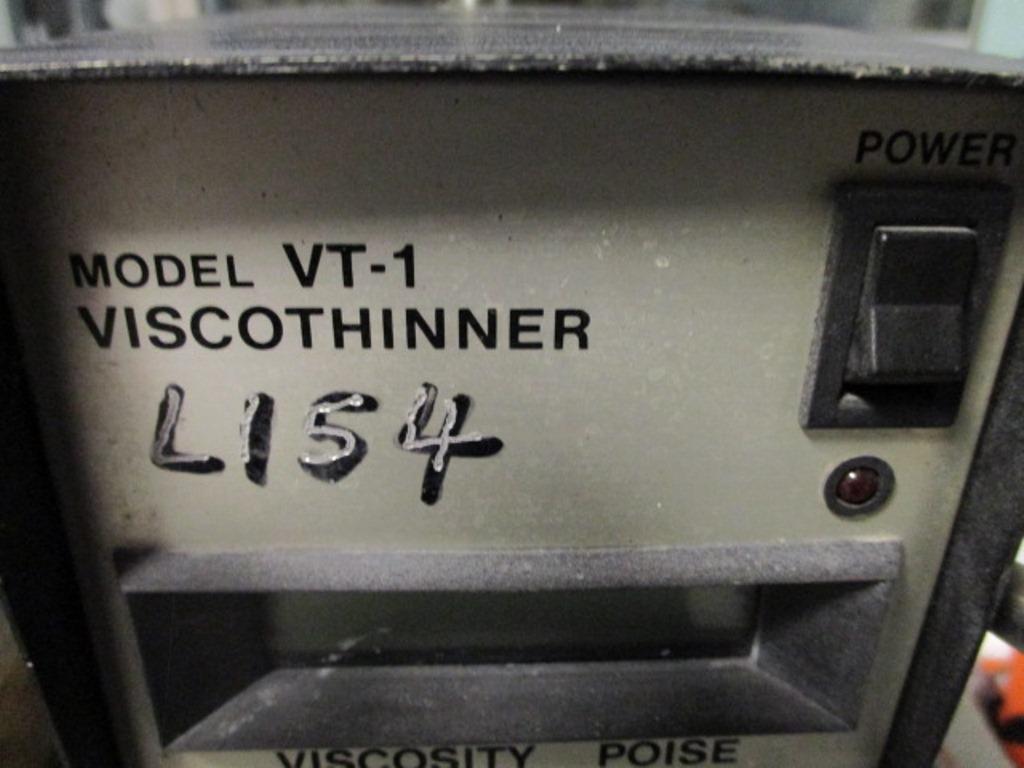 POWER
MODEL VT-1
VISCOTHINNER
L154
VISCOSITY POISE